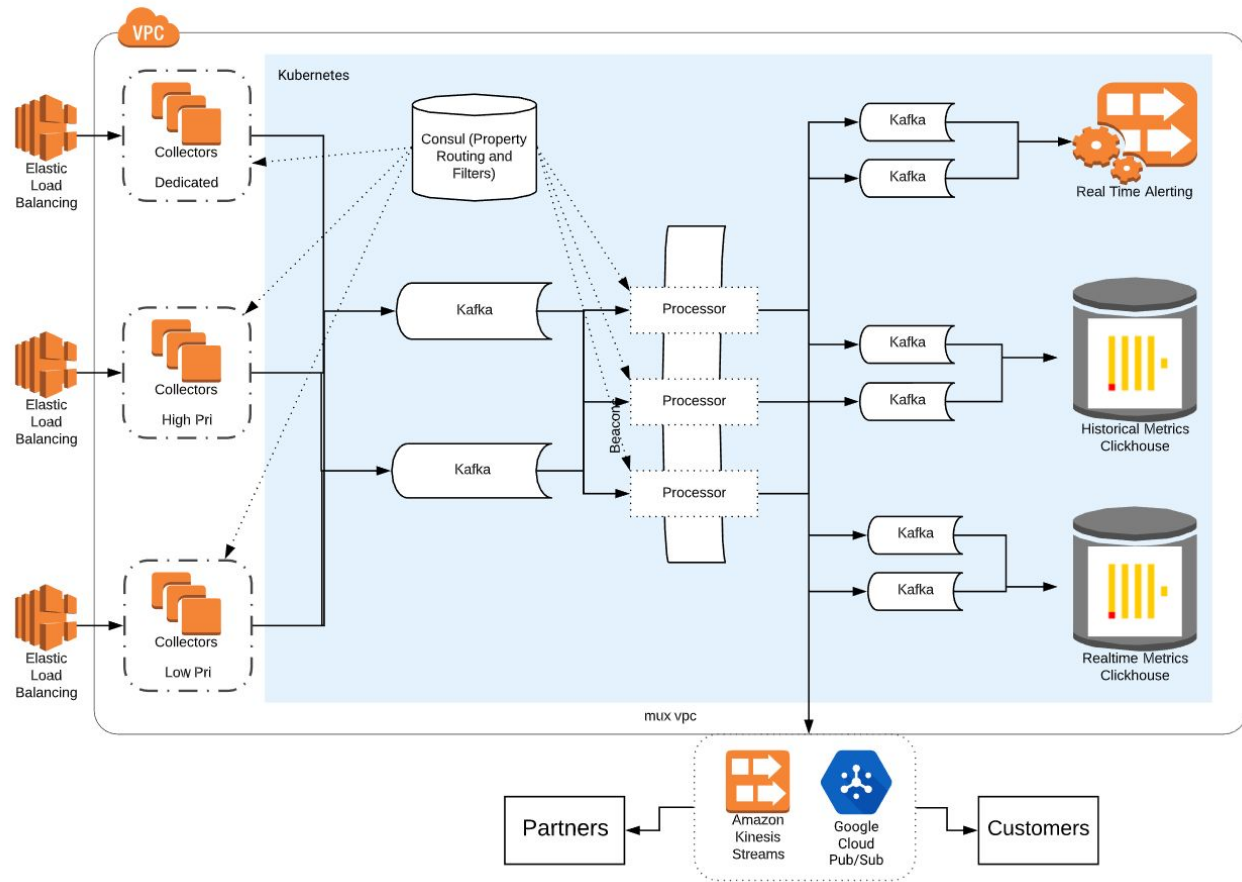 VPC
Kubernetes
Elastic
Load
Balancing
Collectors
Dedicated
Consul (Property
Routing and
Filters)
Kafka
Kafka
Real Time Alerting
Elastic
Load
Balancing
Collectors
High Pri
Kafka
Kafka
Beacons
Processor
Processor
Processor
Kafka
Kafka
Historical Metrics
Clickhouse
Elastic
Load
Balancing
Collectors
Low Pri
Kafka
Kafka
Realtime Metrics
Clickhouse
mux vpc
Partners
Amazon
Kinesis
Streams
Google
Cloud
Pub/Sub
Customers